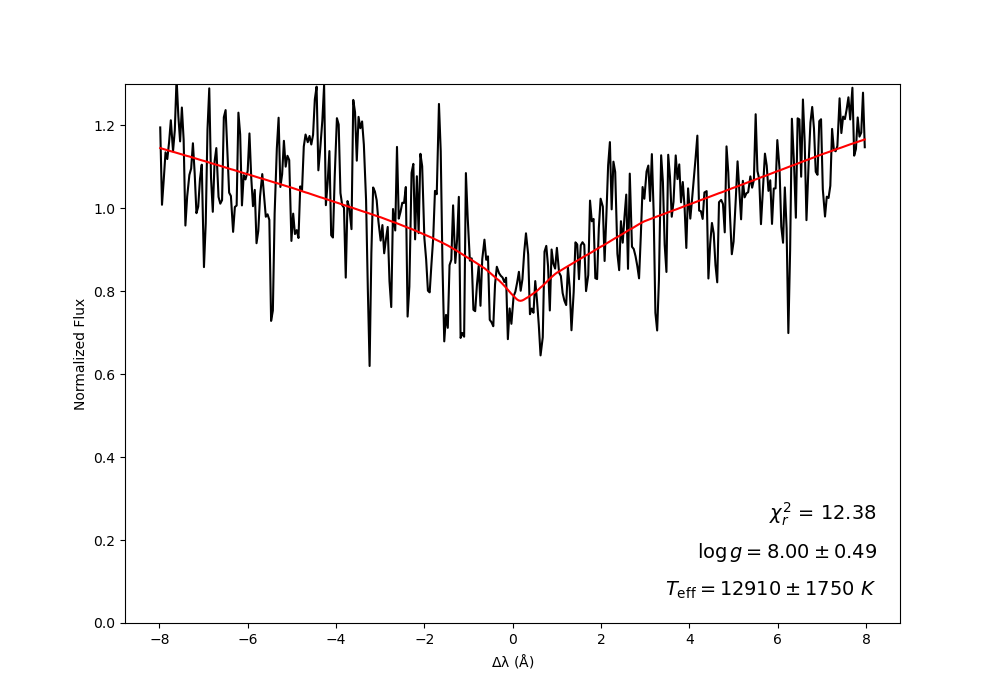 1.2
1.0
0.8
0.6
0.4
0.2
0.0
Normalized Flux
χ²ᵣ = 12.38
log g = 8.00 ± 0.49
T_eff = 12910 ± 1750 K
−8 −6 −4 −2 0 2 4 6 8
Δλ (Å)